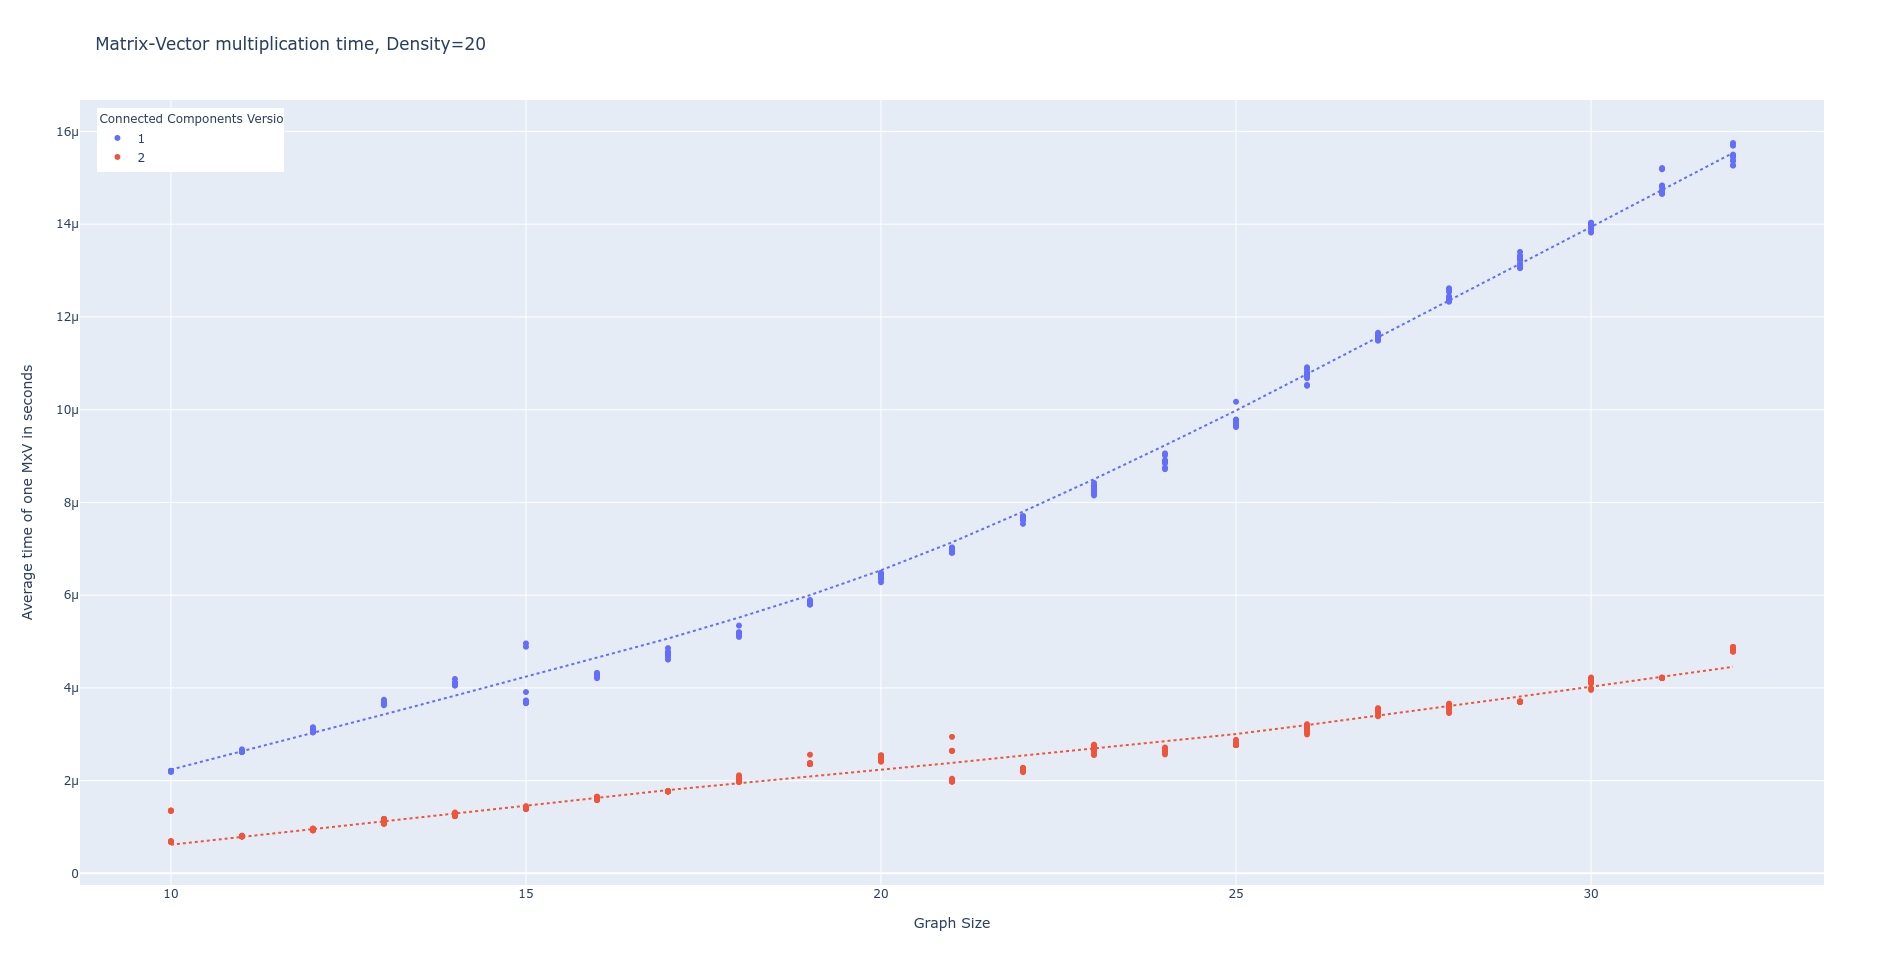 Matrix-Vector multiplication time, Density=20
Connected Components Versio
1
2
16µ
14µ
12µ
10µ
8µ
6µ
4µ
2µ
0
Average time of one MxV in seconds
10 15 20 25 30
Graph Size